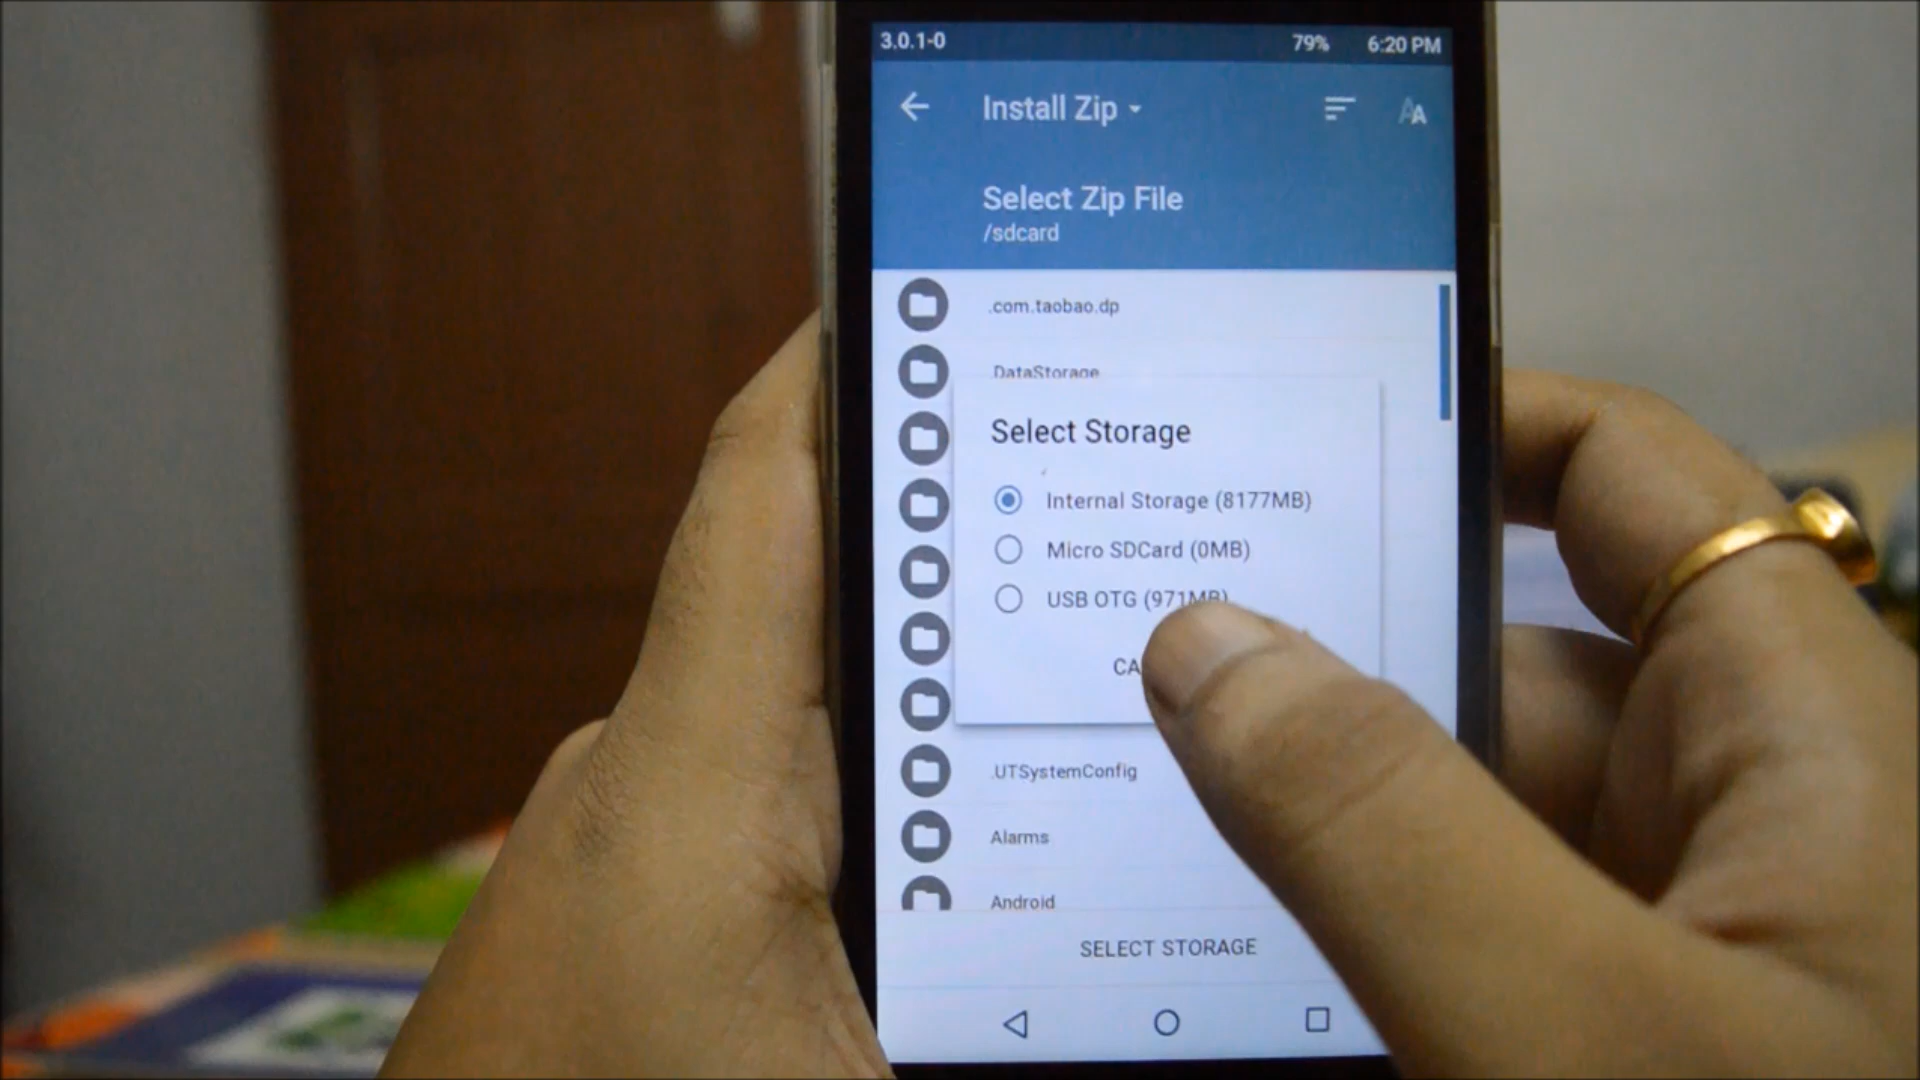 3.0.1-0 79% 6:20 PM
Install Zip
AA
Select Zip File
/sdcard
.com.taobao.dp
.DataStorage
Select Storage
Internal Storage (8177MB)
Micro SDCard (0MB)
USB OTG (971MB)
.UTSystemConfig
Alarms
Android
SELECT STORAGE